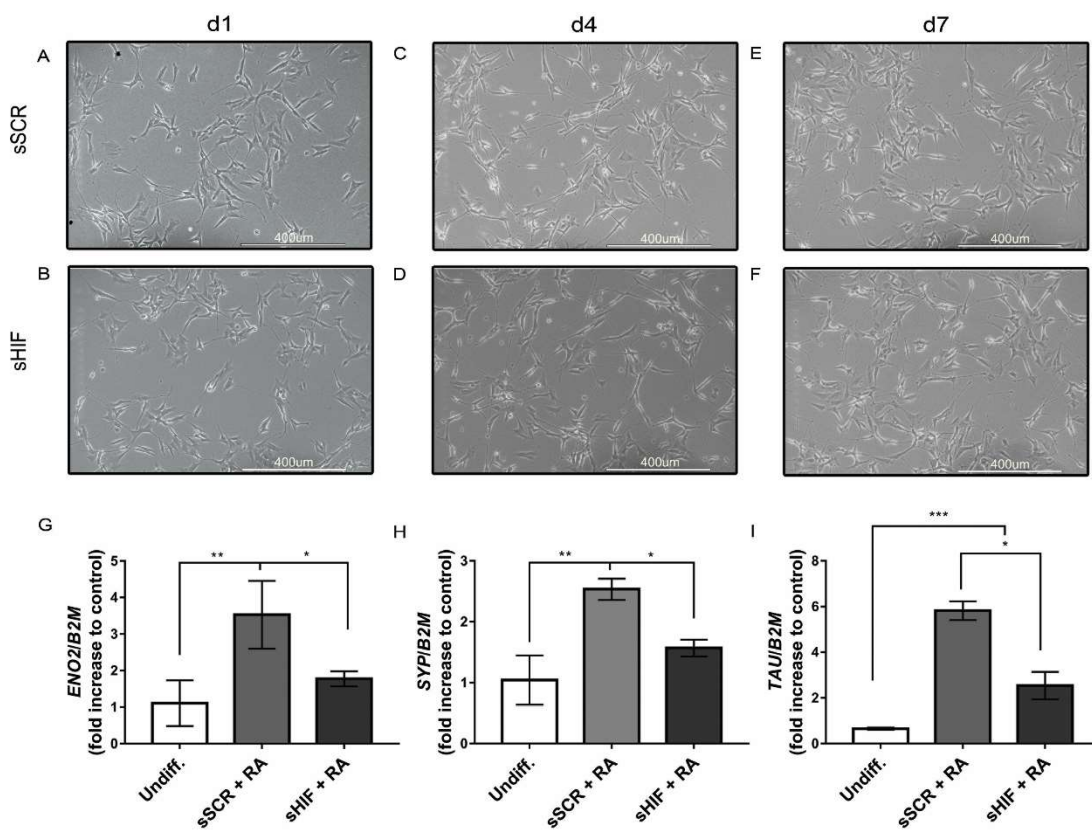 d1 d4 d7
A C E
sSCR
400um 400um 400um
B D F
sHIF
400um 400um 400um
G H I
ENO2/B2M
(fold increase to control)
5
4
3
2
1
0
** *
Undiff.
sSCR + RA
sHIF + RA
SYP/B2M
(fold increase to control)
3
2
1
0
** *
Undiff.
sSCR + RA
sHIF + RA
TAU/B2M
(fold increase to control)
8
6
4
2
0
***
*
Undiff.
sSCR + RA
sHIF + RA